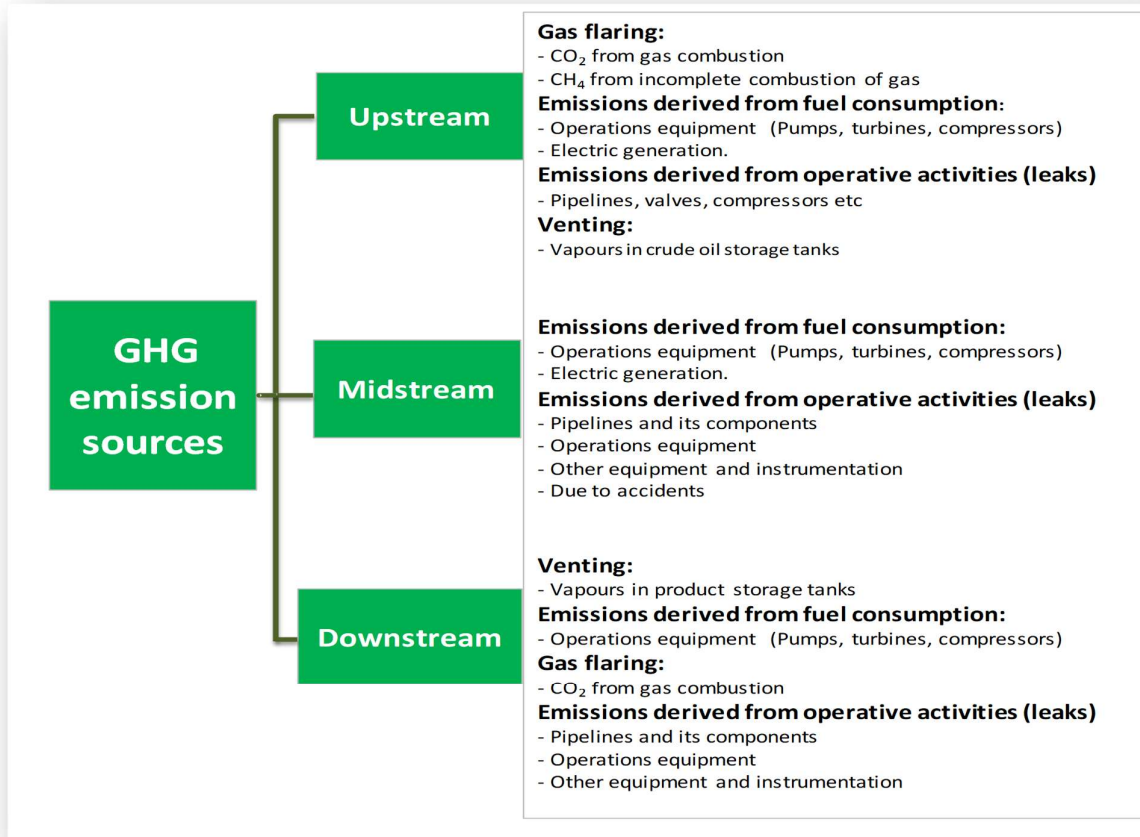 GHG
emission
sources
Upstream
Gas flaring:
- CO₂ from gas combustion
- CH₄ from incomplete combustion of gas
Emissions derived from fuel consumption:
- Operations equipment (Pumps, turbines, compressors)
- Electric generation.
Emissions derived from operative activities (leaks)
- Pipelines, valves, compressors etc
Venting:
- Vapours in crude oil storage tanks
Midstream
Emissions derived from fuel consumption:
- Operations equipment (Pumps, turbines, compressors)
- Electric generation.
Emissions derived from operative activities (leaks)
- Pipelines and its components
- Operations equipment
- Other equipment and instrumentation
- Due to accidents
Downstream
Venting:
- Vapours in product storage tanks
Emissions derived from fuel consumption:
- Operations equipment (Pumps, turbines, compressors)
Gas flaring:
- CO₂ from gas combustion
Emissions derived from operative activities (leaks)
- Pipelines and its components
- Operations equipment
- Other equipment and instrumentation